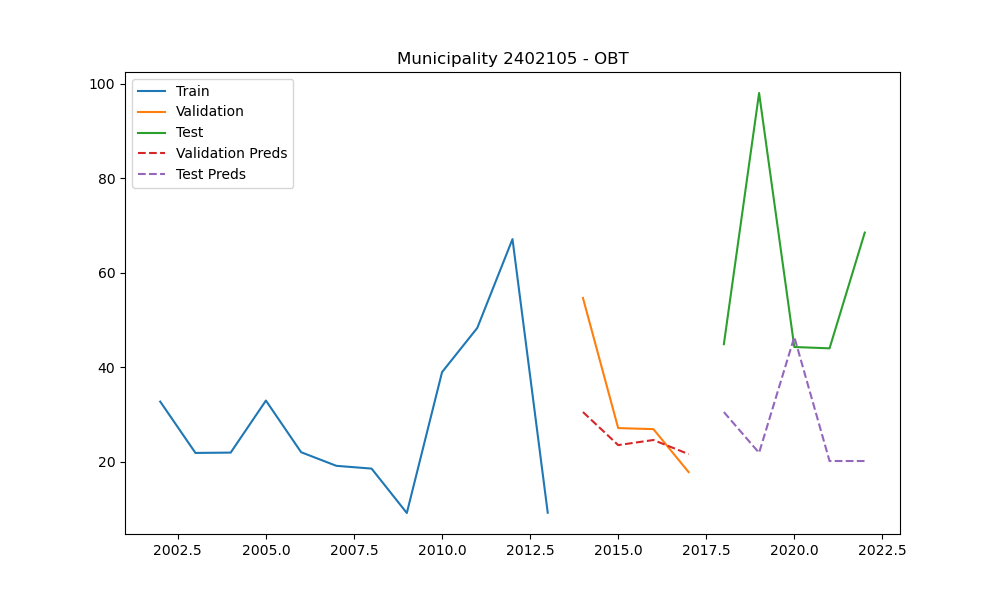 Municipality 2402105 - OBT
Train
Validation
Test
Validation Preds
Test Preds
100
80
60
40
20
2002.5 2005.0 2007.5 2010.0 2012.5 2015.0 2017.5 2020.0 2022.5